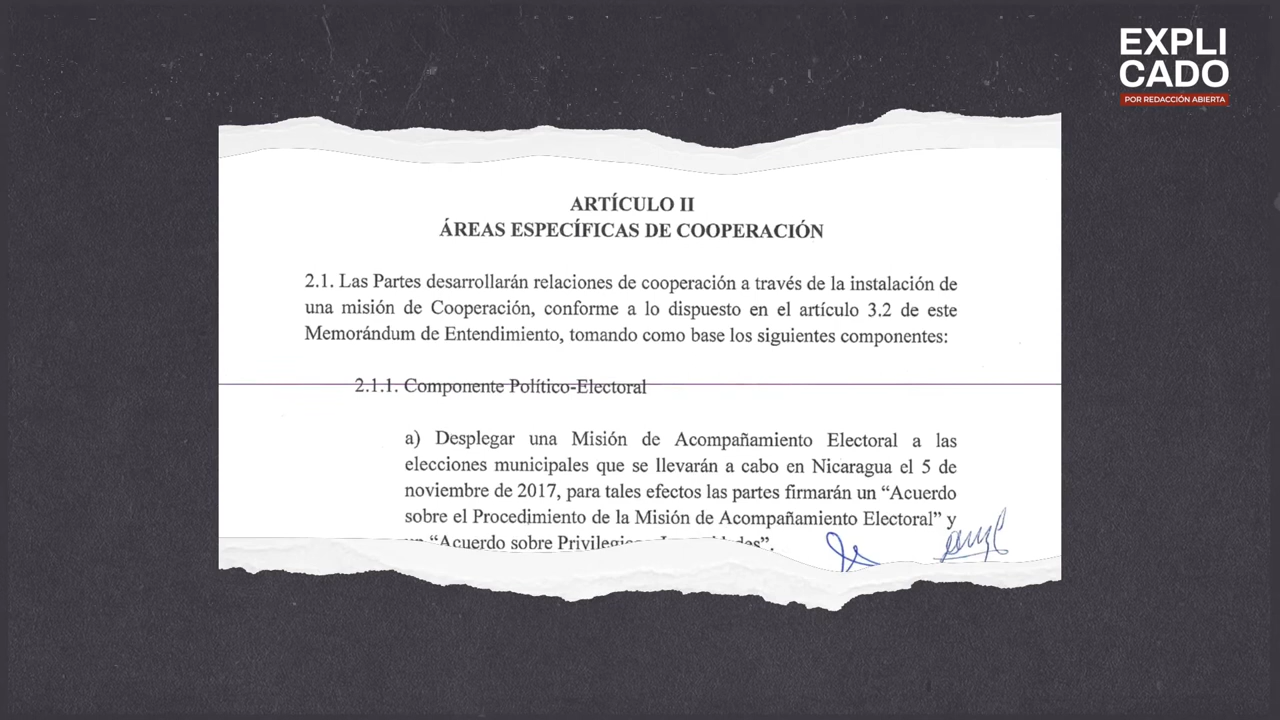 EXPLI
CADO
POR REDACCIÓN ABIERTA
ARTÍCULO II
ÁREAS ESPECÍFICAS DE COOPERACIÓN
2.1. Las Partes desarrollarán relaciones de cooperación a través de la instalación de
una misión de Cooperación, conforme a lo dispuesto en el artículo 3.2 de este
Memorándum de Entendimiento, tomando como base los siguientes componentes:
2.1.1. Componente Político-Electoral
a) Desplegar una Misión de Acompañamiento Electoral a las
elecciones municipales que se llevarán a cabo en Nicaragua el 5 de
noviembre de 2017, para tales efectos las partes firmarán un “Acuerdo
sobre el Procedimiento de la Misión de Acompañamiento Electoral” y
“Acuerdo sobre